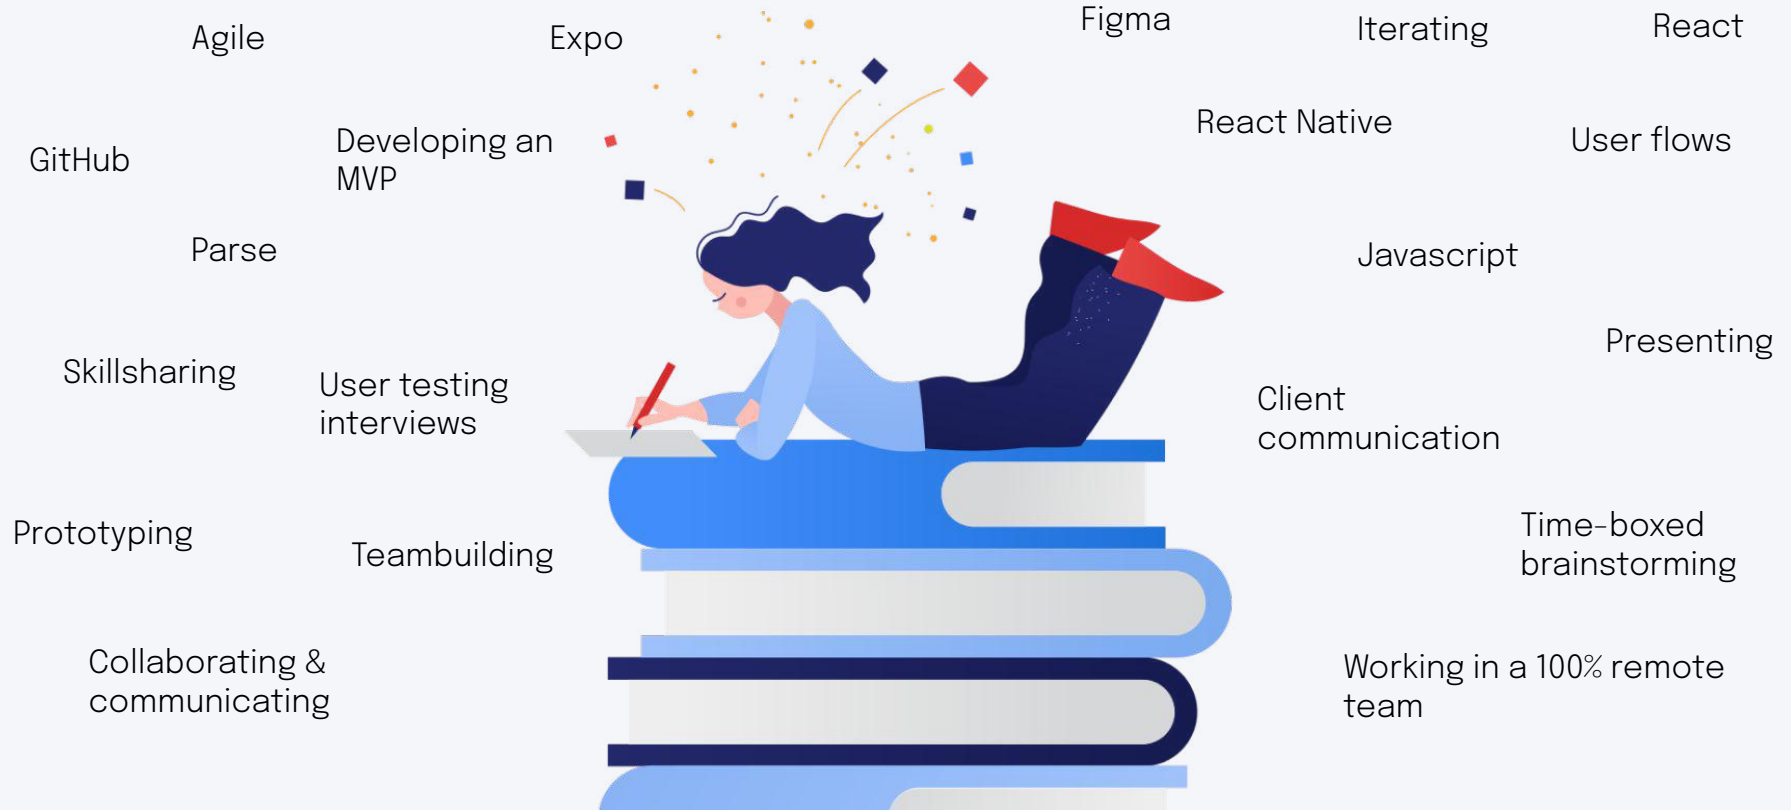 Agile
Expo
Figma
Iterating
React
GitHub
Developing an
MVP
React Native
User flows
Parse
Javascript
Skillsharing
User testing
interviews
Presenting
Client
communication
Prototyping
Teambuilding
Time-boxed
brainstorming
Collaborating &
communicating
Working in a 100% remote
team